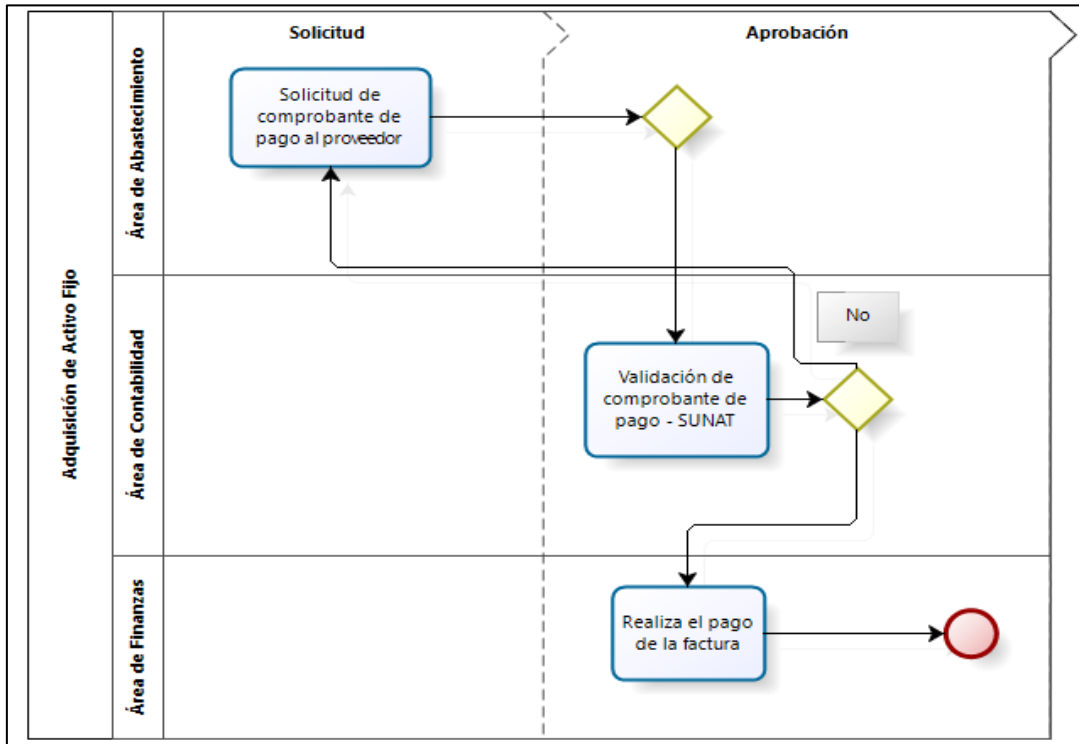 Solicitud
Aprobación
Adquisición de Activo Fijo
Área de Abastecimiento
Solicitud de
comprobante de
pago al proveedor
Área de Contabilidad
No
Validación de
comprobante de
pago - SUNAT
Área de Finanzas
Realiza el pago
de la factura